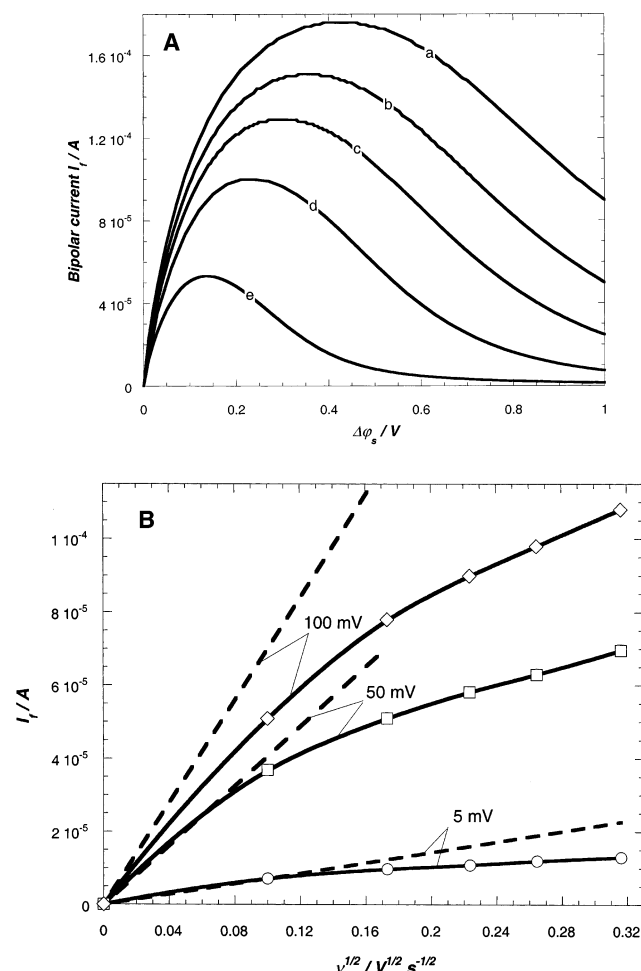 A
1.6 10⁻⁴
1.2 10⁻⁴
8 10⁻⁵
4 10⁻⁵
0
Bipolar current I_f / A
a
b
c
d
e
0 0.2 0.4 0.6 0.8 1
Δφ_s / V
B
1 10⁻⁴
8 10⁻⁵
6 10⁻⁵
4 10⁻⁵
2 10⁻⁵
0
I_f / A
100 mV
50 mV
5 mV
0 0.04 0.08 0.12 0.16 0.20 0.24 0.28 0.32
ν^{1/2} / V^{1/2} s^{-1/2}